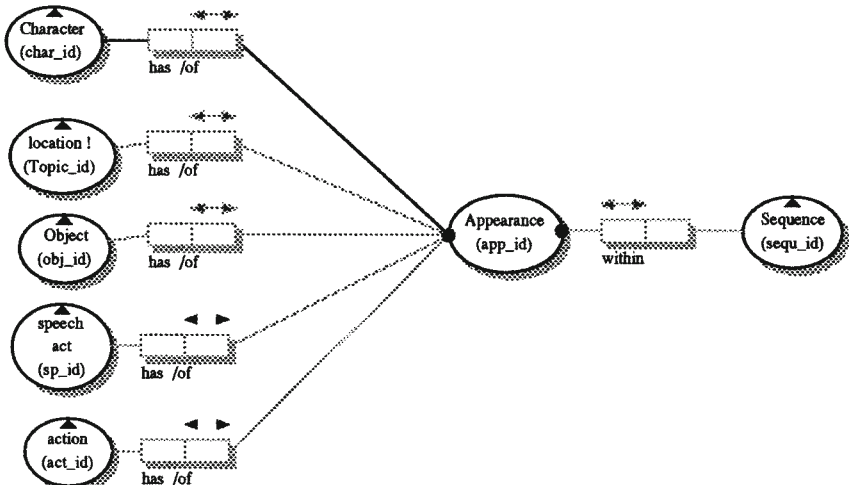 Character
(char_id)
has /of
location !
(Topic_id)
has /of
Object
(obj_id)
has /of
speech
act
(sp_id)
has /of
action
(act_id)
has /of
Appearance
(app_id)
within
Sequence
(sequ_id)